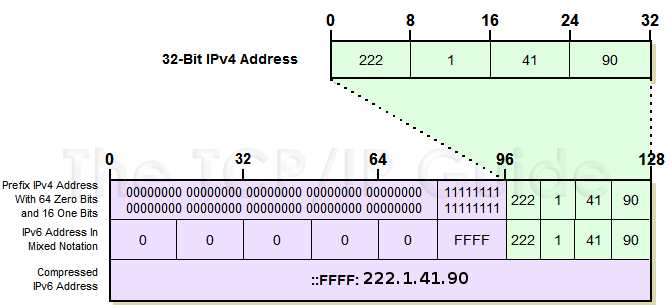 0 8 16 24 32
32-Bit IPv4 Address 222 1 41 90
The TCP/IP Guide
0 32 64 96 128
Prefix IPv4 Address
With 64 Zero Bits
and 16 One Bits
00000000 00000000 00000000 00000000 00000000 11111111
00000000 00000000 00000000 00000000 00000000 11111111
222 1 41 90
IPv6 Address In
Mixed Notation
0 0 0 0 0 FFFF 222 1 41 90
Compressed
IPv6 Address
::FFFF: 222.1.41.90